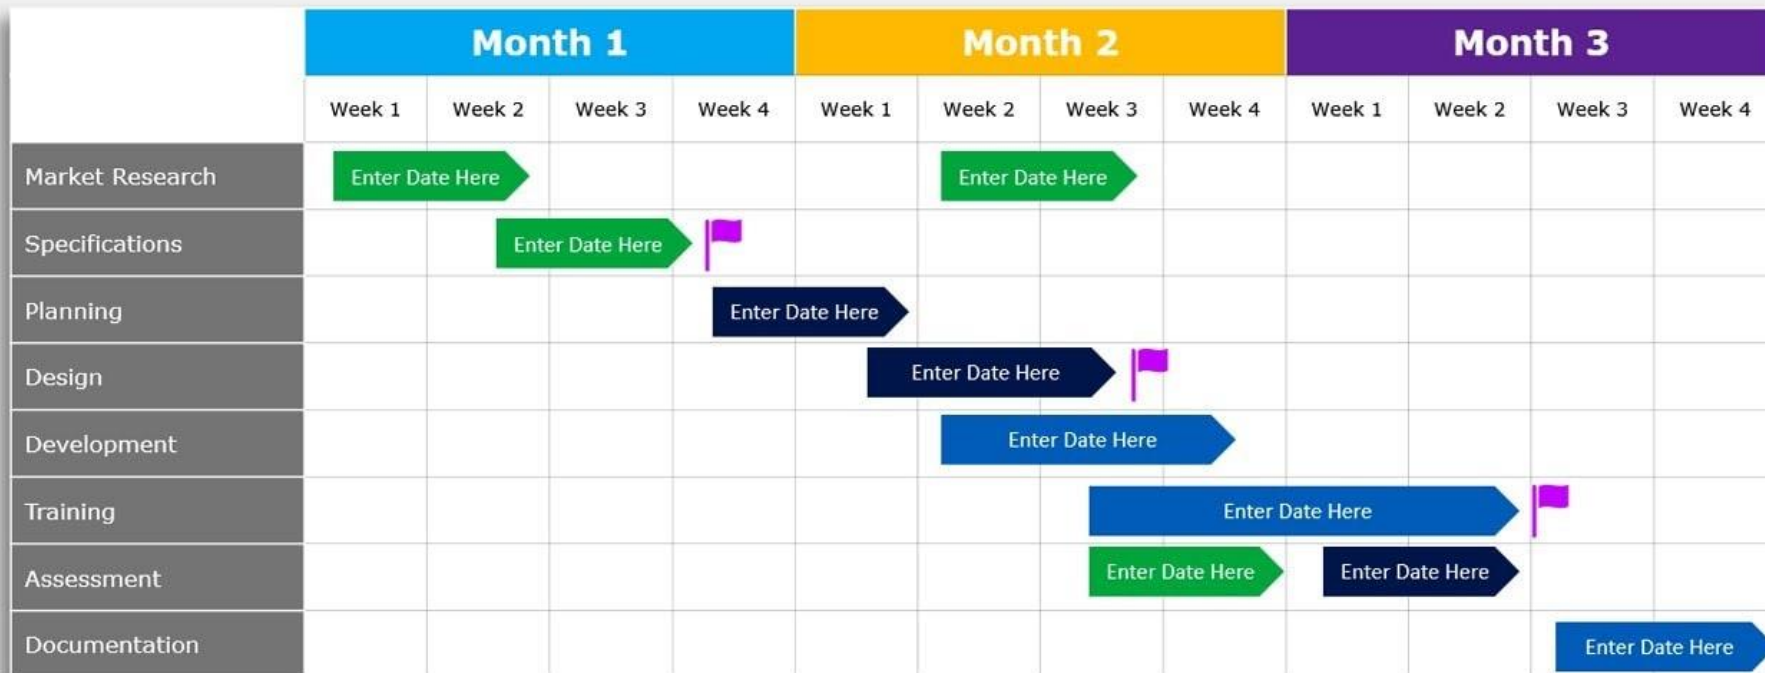 Month 1 Month 2 Month 3
Week 1 Week 2 Week 3 Week 4 Week 1 Week 2 Week 3 Week 4 Week 1 Week 2 Week 3 Week 4
Market Research Enter Date Here Enter Date Here
Specifications Enter Date Here
Planning Enter Date Here
Design Enter Date Here
Development Enter Date Here
Training Enter Date Here
Assessment Enter Date Here Enter Date Here
Documentation Enter Date Here